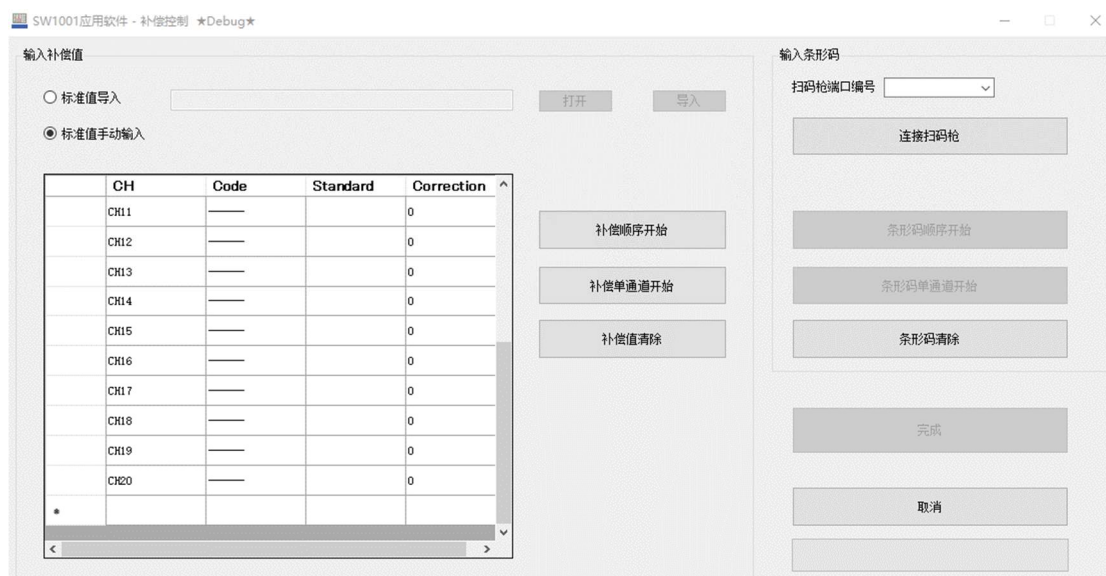 SW1001应用软件 - 补偿控制 ★Debug★
输入补偿值
标准值导入
打开
导入
标准值手动输入
CH Code Standard Correction
CH11 —— 0
CH12 —— 0
CH13 —— 0
CH14 —— 0
CH15 —— 0
CH16 —— 0
CH17 —— 0
CH18 —— 0
CH19 —— 0
CH20 —— 0
*
补偿顺序开始
补偿单通道开始
补偿值清除
输入条形码
扫码枪端口编号
连接扫码枪
条形码顺序开始
条形码单通道开始
条形码清除
完成
取消